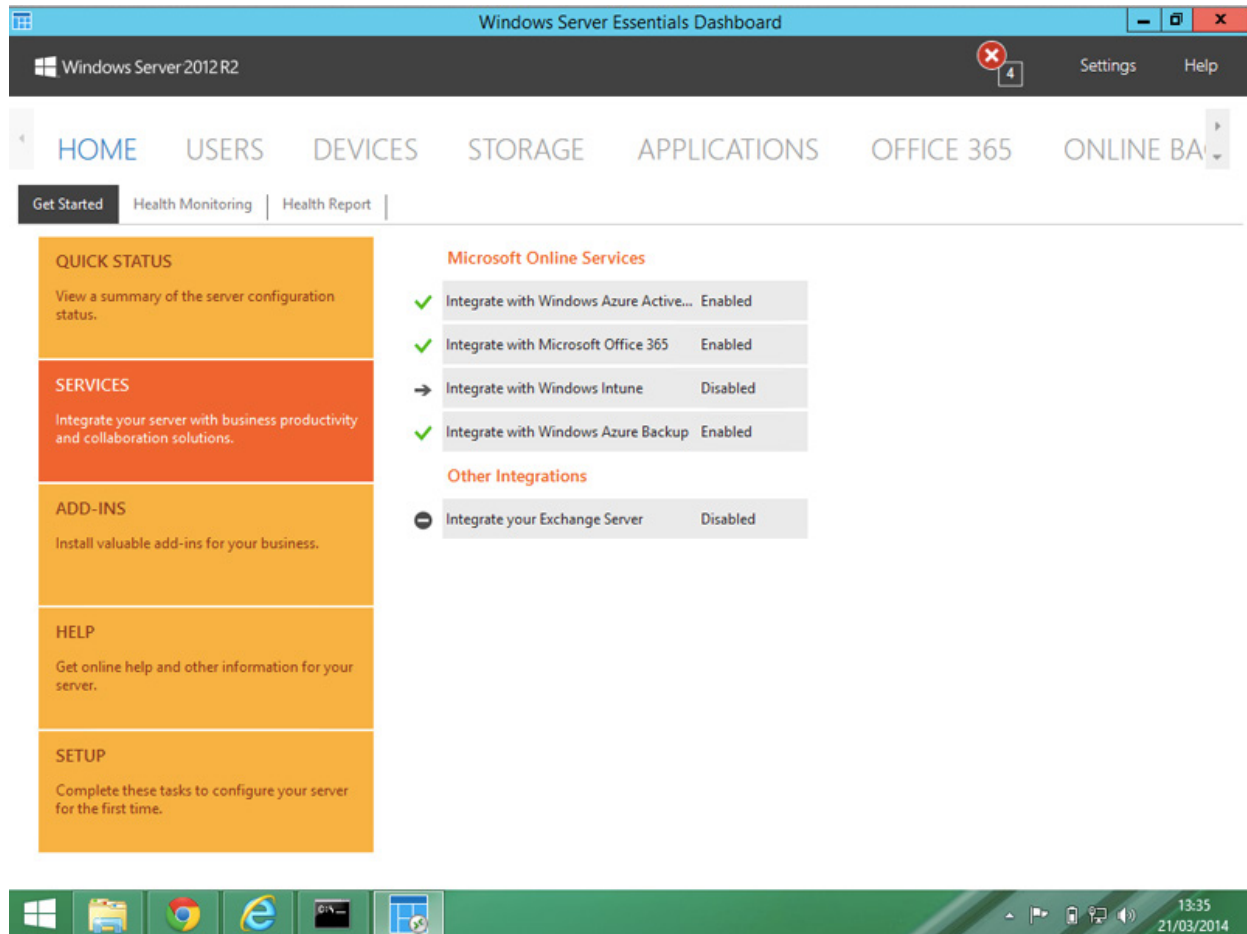 Windows Server Essentials Dashboard
Windows Server 2012 R2
4
Settings
Help
HOME
USERS
DEVICES
STORAGE
APPLICATIONS
OFFICE 365
ONLINE
Get Started
Health Monitoring
Health Report
QUICK STATUS
View a summary of the server configuration
status.
SERVICES
Integrate your server with business productivity
and collaboration solutions.
ADD-INS
Install valuable add-ins for your business.
HELP
Get online help and other information for your
server.
SETUP
Complete these tasks to configure your server
for the first time.
Microsoft Online Services
Integrate with Windows Azure Active... Enabled
Integrate with Microsoft Office 365 Enabled
Integrate with Windows Intune Disabled
Integrate with Windows Azure Backup Enabled
Other Integrations
Integrate your Exchange Server Disabled
13:35
21/03/2014